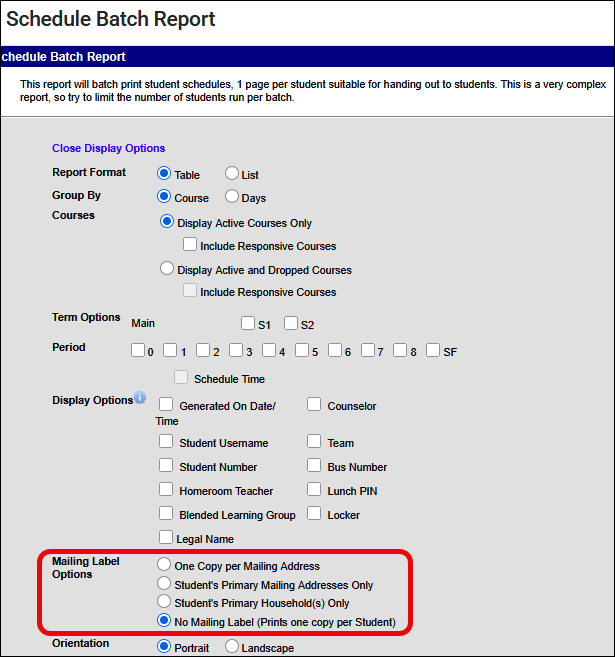 Schedule Batch Report
chedule Batch Report
This report will batch print student schedules, 1 page per student suitable for handing out to students. This is a very complex
report, so try to limit the number of students run per batch.
Close Display Options
Report Format Table List
Group By Course Days
Courses Display Active Courses Only
Include Responsive Courses
Display Active and Dropped Courses
Include Responsive Courses
Term Options Main S1 S2
Period 0 1 2 3 4 5 6 7 8 SF
Schedule Time
Display Options i Generated On Date/ Counselor
Time
Student Username Team
Student Number Bus Number
Homeroom Teacher Lunch PIN
Blended Learning Group Locker
Legal Name
Mailing Label One Copy per Mailing Address
Options Student's Primary Mailing Addresses Only
Student's Primary Household(s) Only
No Mailing Label (Prints one copy per Student)
Orientation Portrait Landscape